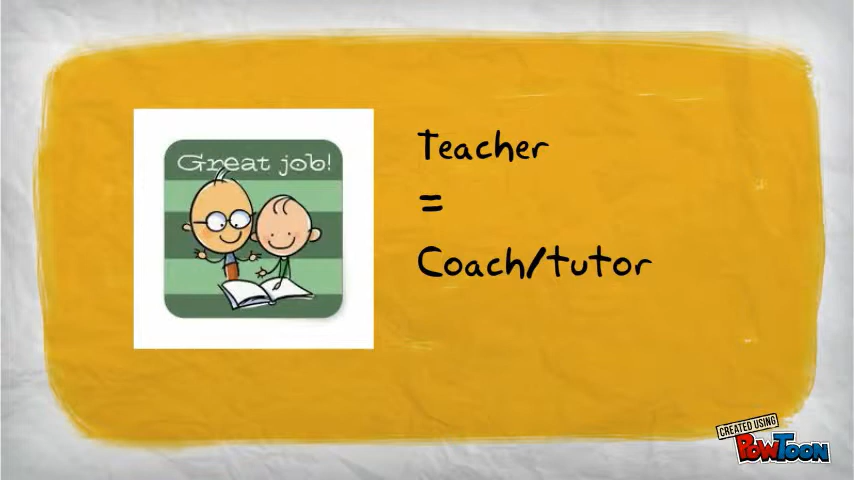 Great job!
Teacher
=
Coach/tutor
CREATED USING
POWTOON